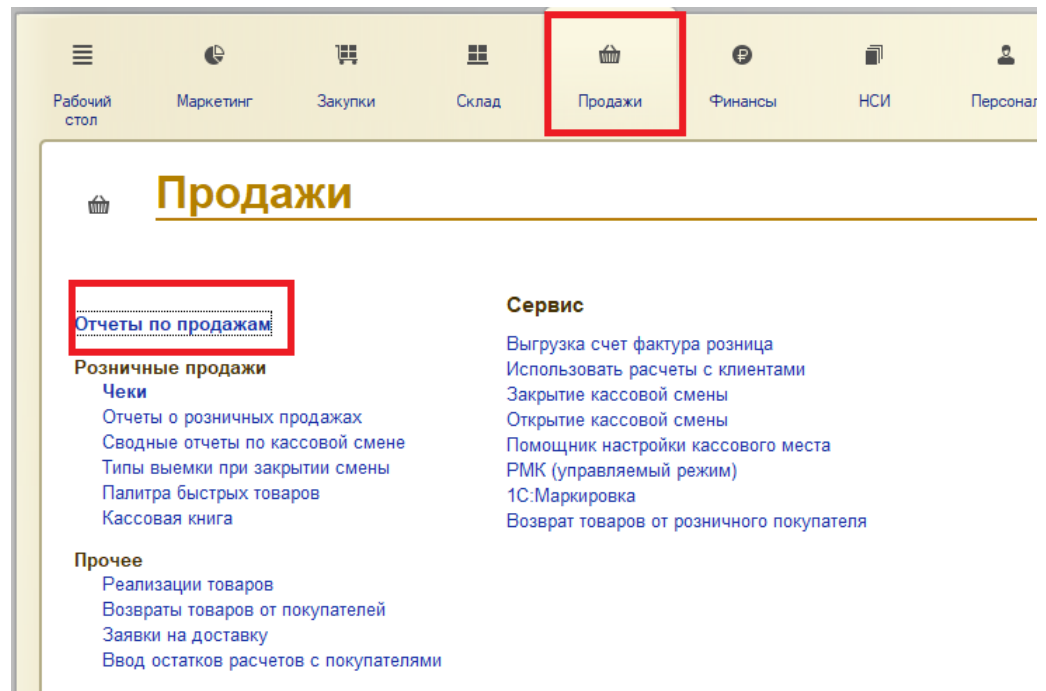 Рабочий стол
Маркетинг
Закупки
Склад
Продажи
Финансы
НСИ
Персонал
Продажи
Отчеты по продажам
Розничные продажи
Чеки
Отчеты о розничных продажах
Сводные отчеты по кассовой смене
Типы выемки при закрытии смены
Палитра быстрых товаров
Кассовая книга
Прочее
Реализации товаров
Возвраты товаров от покупателей
Заявки на доставку
Ввод остатков расчетов с покупателями
Сервис
Выгрузка счет фактура розница
Использовать расчеты с клиентами
Закрытие кассовой смены
Открытие кассовой смены
Помощник настройки кассового места
РМК (управляемый режим)
1С:Маркировка
Возврат товаров от розничного покупателя